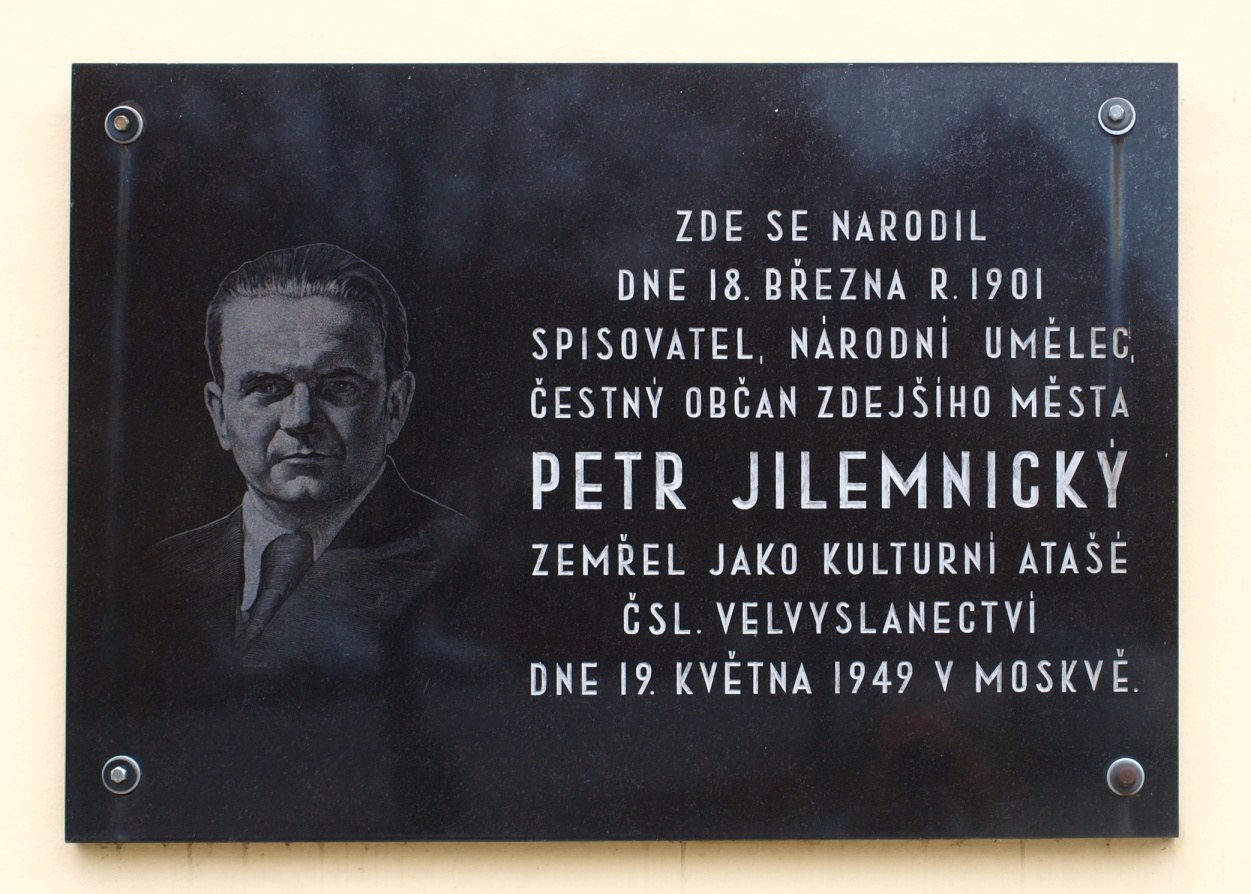 ZDE SE NARODIL
DNE 18. BŘEZNA R. 1901
SPISOVATEL, NÁRODNÍ UMĚLEC,
ČESTNÝ OBČAN ZDEJŠÍHO MĚSTA
PETR JILEMNICKÝ
ZEMŘEL JAKO KULTURNÍ ATAŠÉ
ČSL. VELVYSLANECTVÍ
DNE 19. KVĚTNA 1949 V MOSKVĚ.